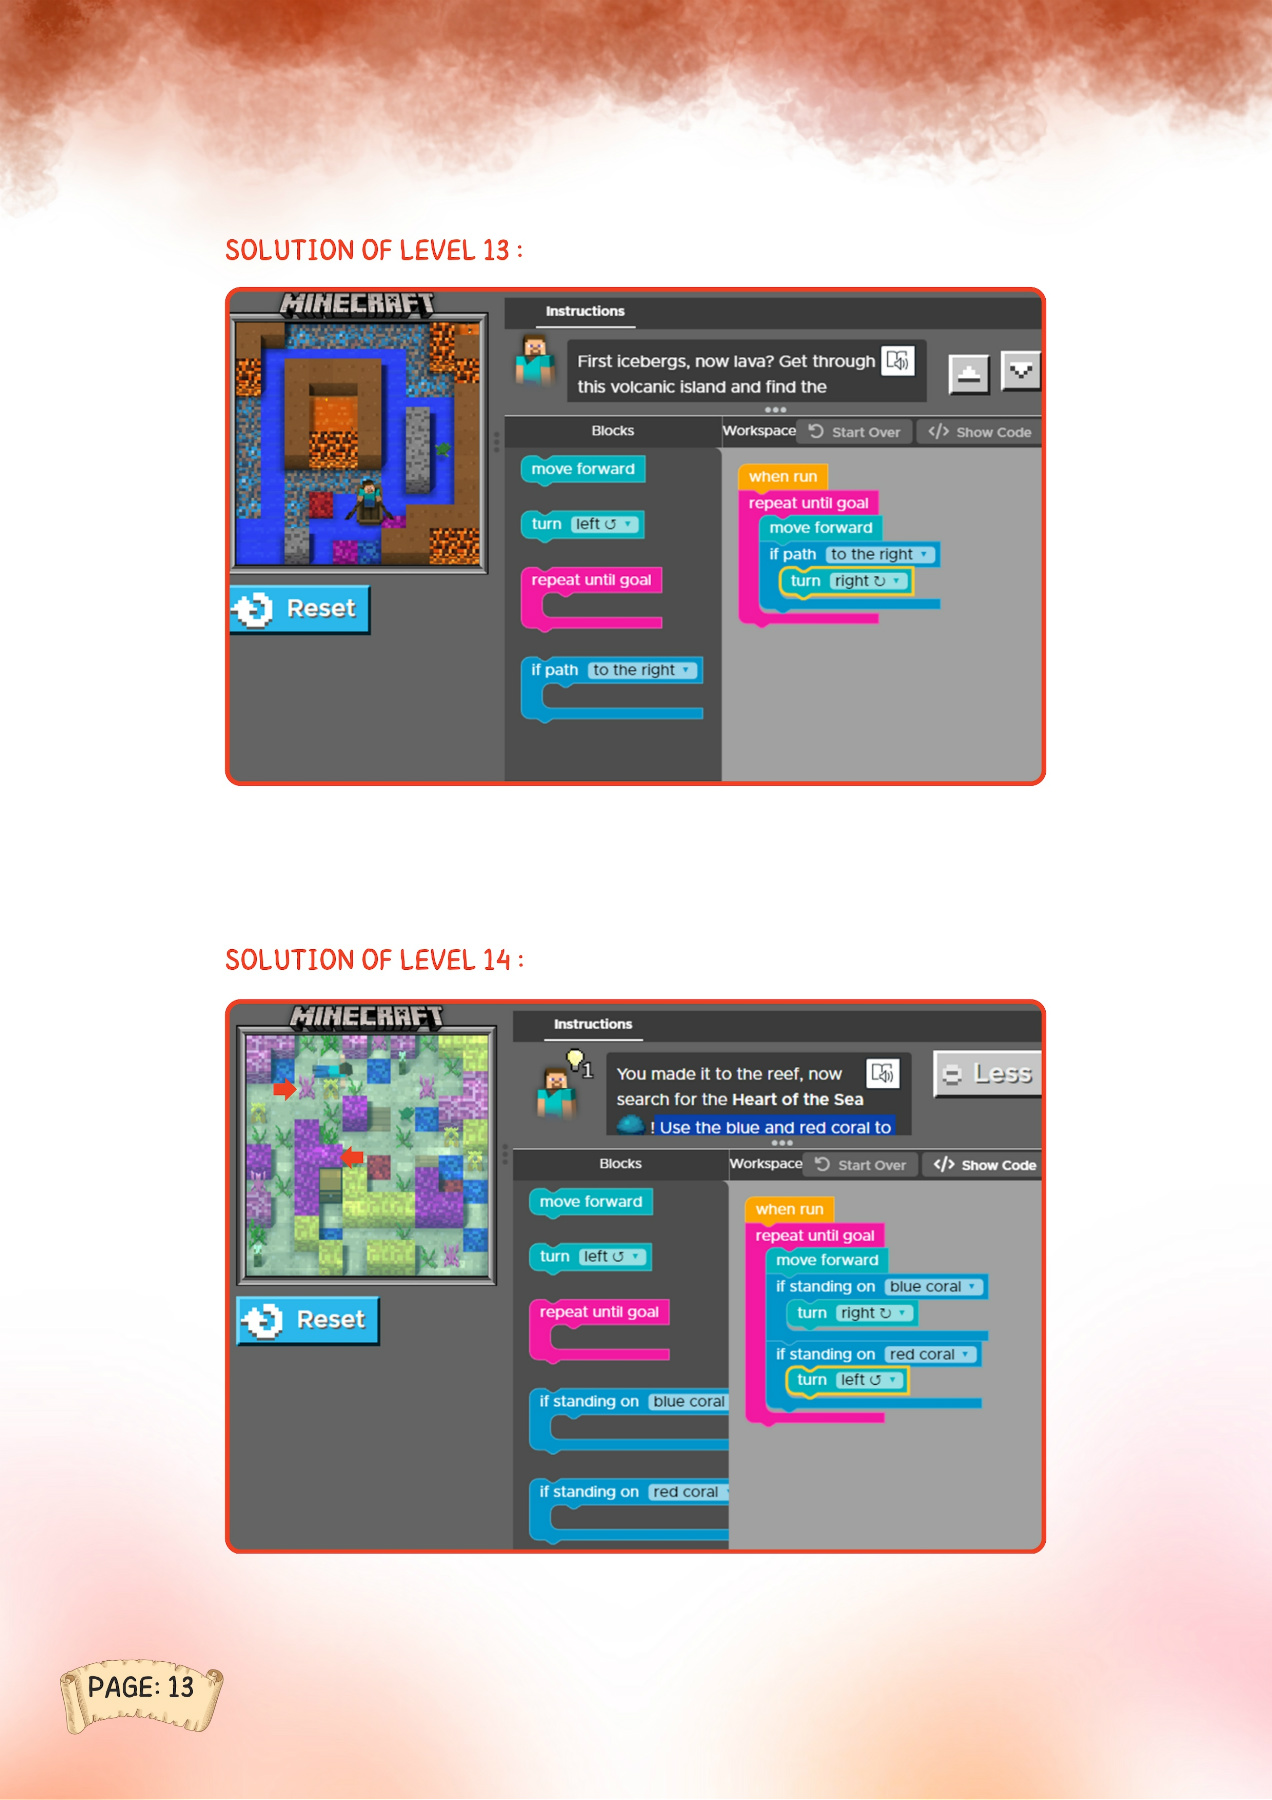 SOLUTION OF LEVEL 13 :
MINECRAFT
Instructions
First icebergs, now lava? Get through
this volcanic island and find the
Blocks
Workspace
Start Over
</> Show Code
move forward
turn left ↺
repeat until goal
if path to the right
when run
repeat until goal
move forward
if path to the right
turn right ↻
Reset
SOLUTION OF LEVEL 14 :
MINECRAFT
Instructions
1
You made it to the reef, now
search for the Heart of the Sea
! Use the blue and red coral to
Less
Blocks
Workspace
Start Over
</> Show Code
move forward
turn left ↺
repeat until goal
if standing on blue coral
if standing on red coral
when run
repeat until goal
move forward
if standing on blue coral
turn right ↻
if standing on red coral
turn left ↺
Reset
PAGE: 13